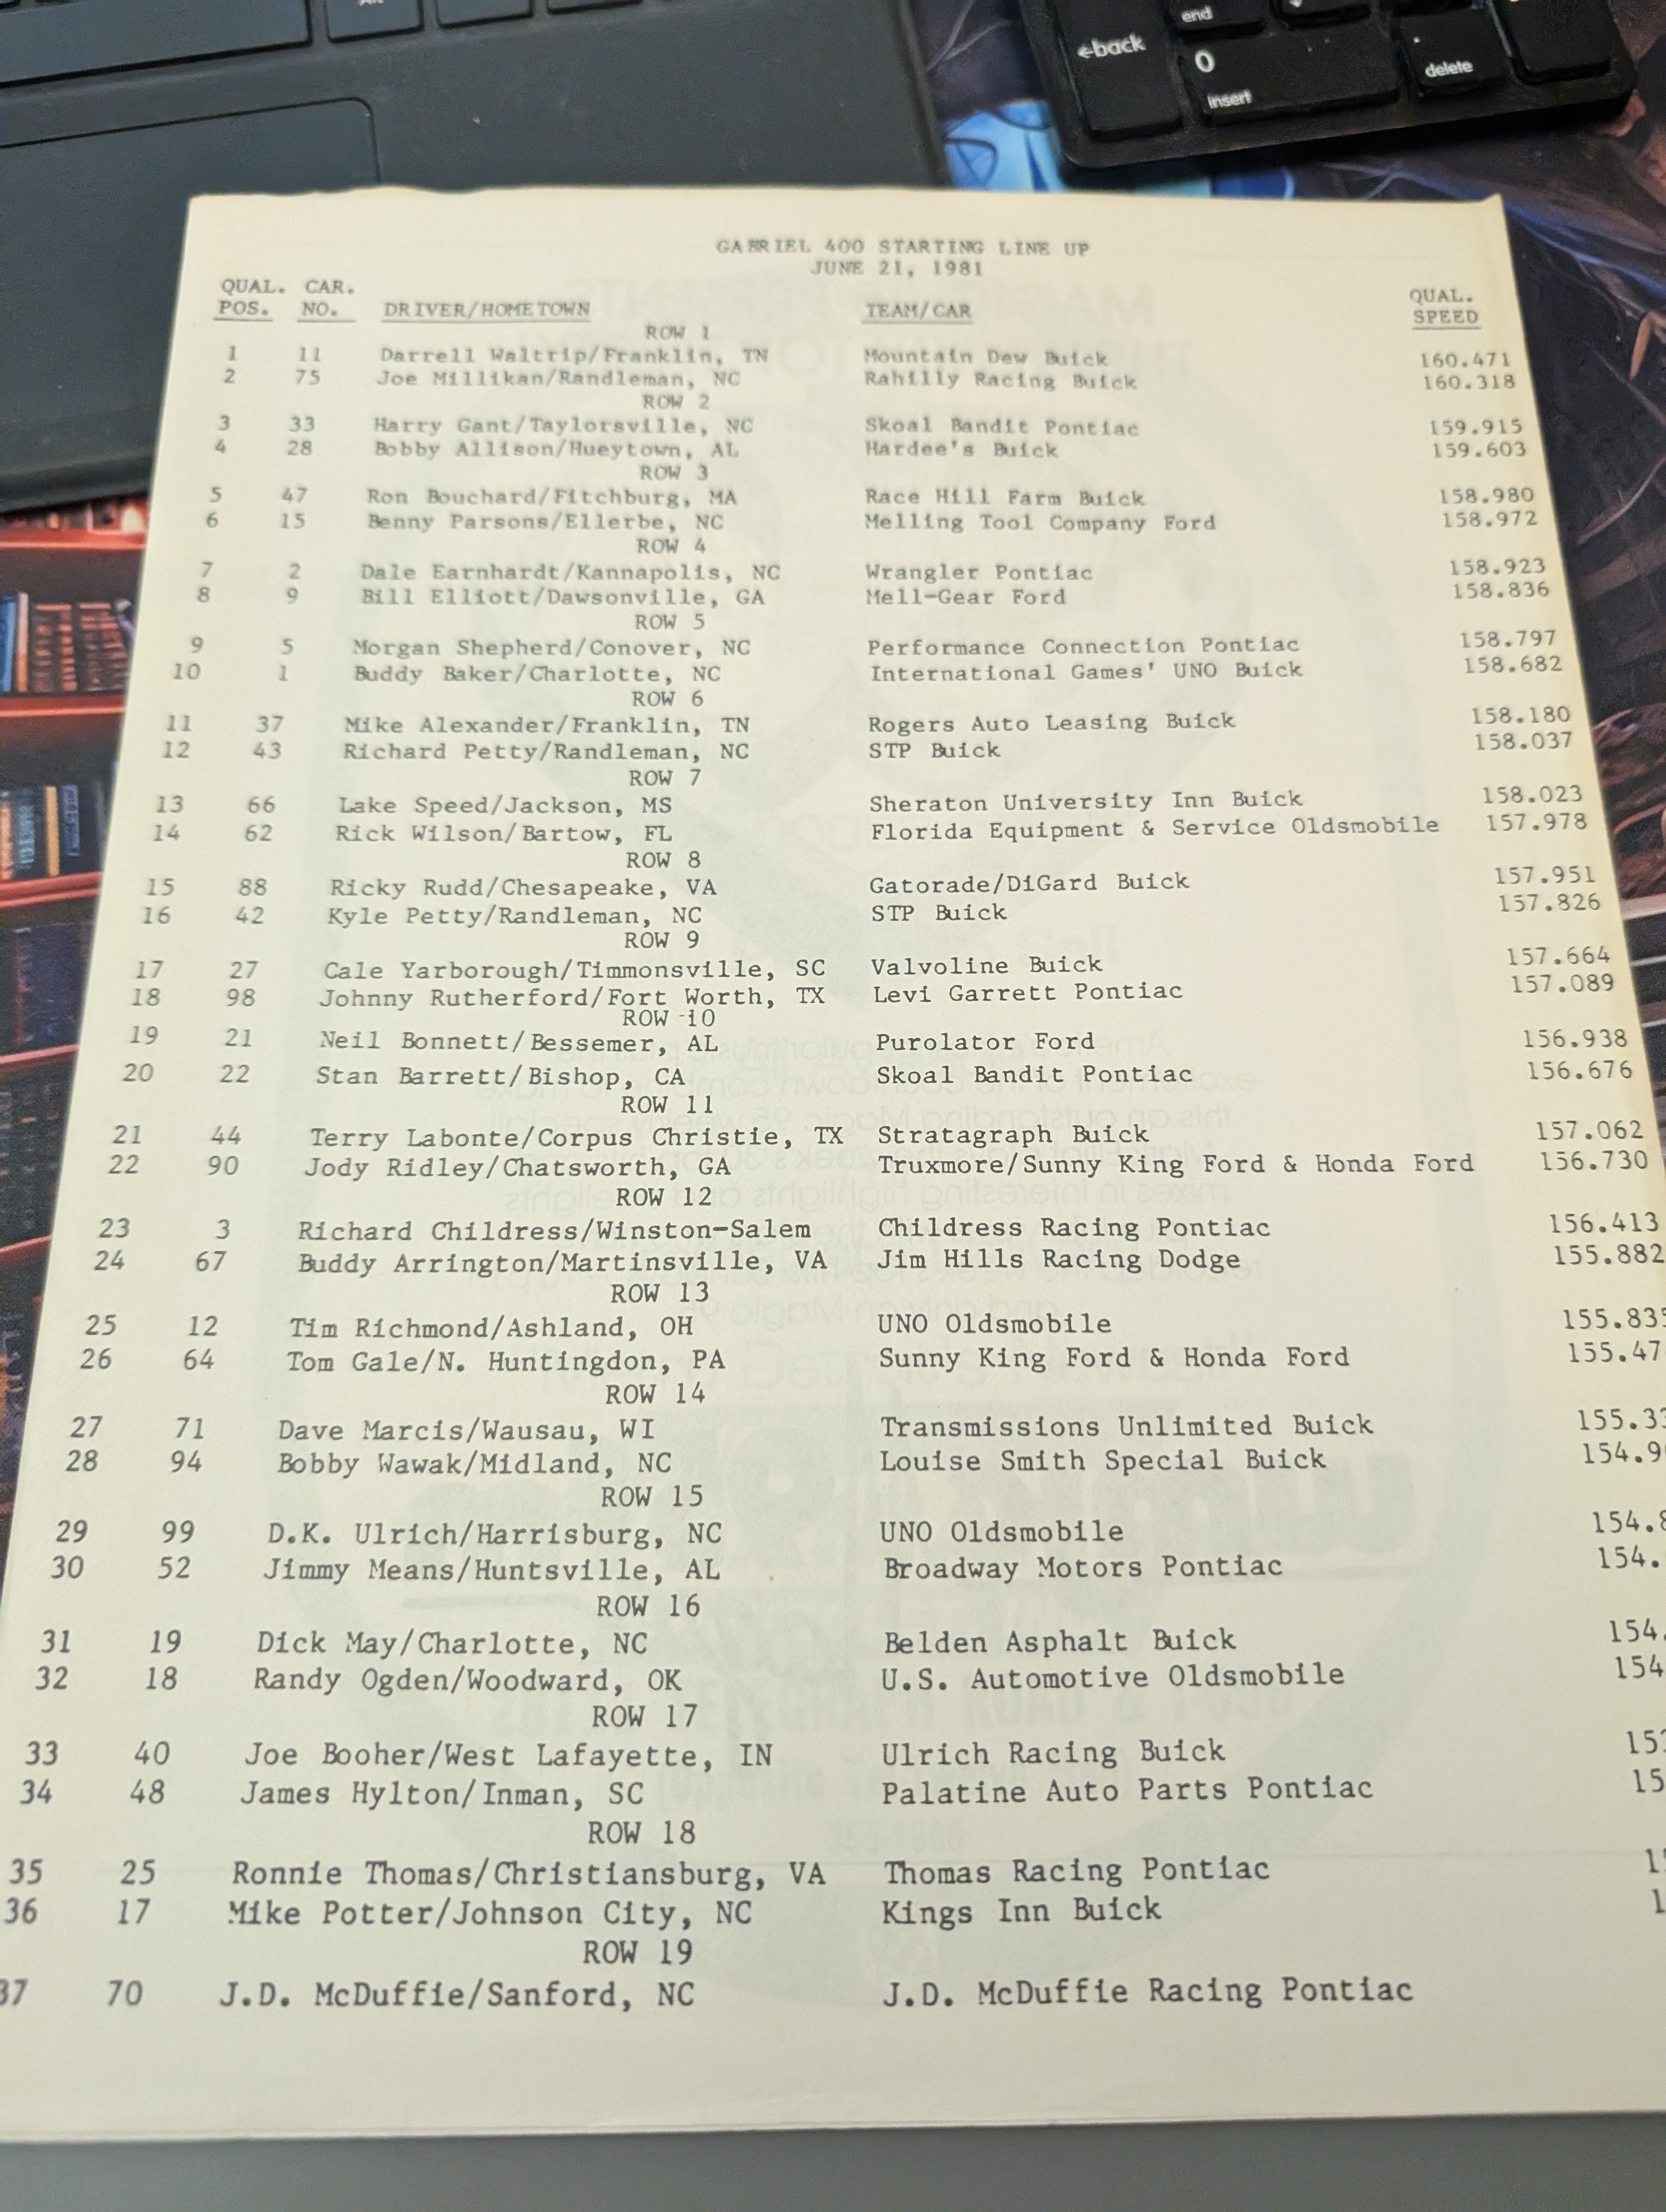 ←back
end
0
insert
.
delete
GABRIEL 400 STARTING LINE UP
JUNE 21, 1981
QUAL. CAR. QUAL.
POS. NO. DRIVER/HOMETOWN TEAM/CAR SPEED
ROW 1
1 11 Darrell Waltrip/Franklin, TN Mountain Dew Buick 160.471
2 75 Joe Millikan/Randleman, NC Rahilly Racing Buick 160.318
ROW 2
3 33 Harry Gant/Taylorsville, NC Skoal Bandit Pontiac 159.915
4 28 Bobby Allison/Hueytown, AL Hardee's Buick 159.603
ROW 3
5 47 Ron Bouchard/Fitchburg, MA Race Hill Farm Buick 158.980
6 15 Benny Parsons/Ellerbe, NC Melling Tool Company Ford 158.972
ROW 4
7 2 Dale Earnhardt/Kannapolis, NC Wrangler Pontiac 158.923
8 9 Bill Elliott/Dawsonville, GA Mell-Gear Ford 158.836
ROW 5
9 5 Morgan Shepherd/Conover, NC Performance Connection Pontiac 158.797
10 1 Buddy Baker/Charlotte, NC International Games' UNO Buick 158.682
ROW 6
11 37 Mike Alexander/Franklin, TN Rogers Auto Leasing Buick 158.180
12 43 Richard Petty/Randleman, NC STP Buick 158.037
ROW 7
13 66 Lake Speed/Jackson, MS Sheraton University Inn Buick 158.023
14 62 Rick Wilson/Bartow, FL Florida Equipment & Service Oldsmobile 157.978
ROW 8
15 88 Ricky Rudd/Chesapeake, VA Gatorade/DiGard Buick 157.951
16 42 Kyle Petty/Randleman, NC STP Buick 157.826
ROW 9
17 27 Cale Yarborough/Timmonsville, SC Valvoline Buick 157.664
18 98 Johnny Rutherford/Fort Worth, TX Levi Garrett Pontiac 157.089
ROW 10
19 21 Neil Bonnett/Bessemer, AL Purolator Ford 156.938
20 22 Stan Barrett/Bishop, CA Skoal Bandit Pontiac 156.676
ROW 11
21 44 Terry Labonte/Corpus Christie, TX Stratagraph Buick 157.062
22 90 Jody Ridley/Chatsworth, GA Truxmore/Sunny King Ford & Honda Ford 156.730
ROW 12
23 3 Richard Childress/Winston-Salem Childress Racing Pontiac 156.413
24 67 Buddy Arrington/Martinsville, VA Jim Hills Racing Dodge 155.882
ROW 13
25 12 Tim Richmond/Ashland, OH UNO Oldsmobile 155.835
26 64 Tom Gale/N. Huntingdon, PA Sunny King Ford & Honda Ford 155.47
ROW 14
27 71 Dave Marcis/Wausau, WI Transmissions Unlimited Buick 155.33
28 94 Bobby Wawak/Midland, NC Louise Smith Special Buick 154.9
ROW 15
29 99 D.K. Ulrich/Harrisburg, NC UNO Oldsmobile 154.8
30 52 Jimmy Means/Huntsville, AL Broadway Motors Pontiac 154.
ROW 16
31 19 Dick May/Charlotte, NC Belden Asphalt Buick 154.
32 18 Randy Ogden/Woodward, OK U.S. Automotive Oldsmobile 154
ROW 17
33 40 Joe Booher/West Lafayette, IN Ulrich Racing Buick 153
34 48 James Hylton/Inman, SC Palatine Auto Parts Pontiac 15
ROW 18
35 25 Ronnie Thomas/Christiansburg, VA Thomas Racing Pontiac 1
36 17 Mike Potter/Johnson City, NC Kings Inn Buick 1
ROW 19
37 70 J.D. McDuffie/Sanford, NC J.D. McDuffie Racing Pontiac